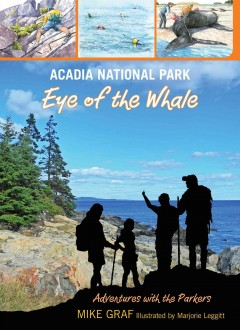 ACADIA NATIONAL PARK
Eye of the Whale
Adventures with the Parkers
MIKE GRAF Illustrated by Marjorie Leggitt